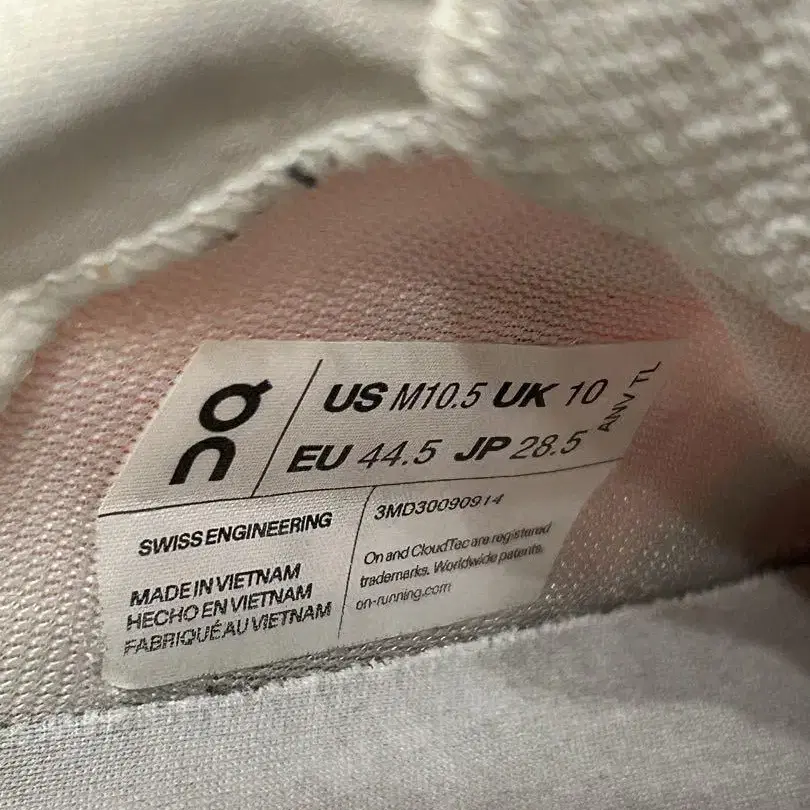 on
US M10.5 UK 10
EU 44.5 JP 28.5
ANV TL
SWISS ENGINEERING
MADE IN VIETNAM
HECHO EN VIETNAM
FABRIQUÉ AU VIETNAM
3MD30090914
On and CloudTec are registered
trademarks. Worldwide patents.
on-running.com